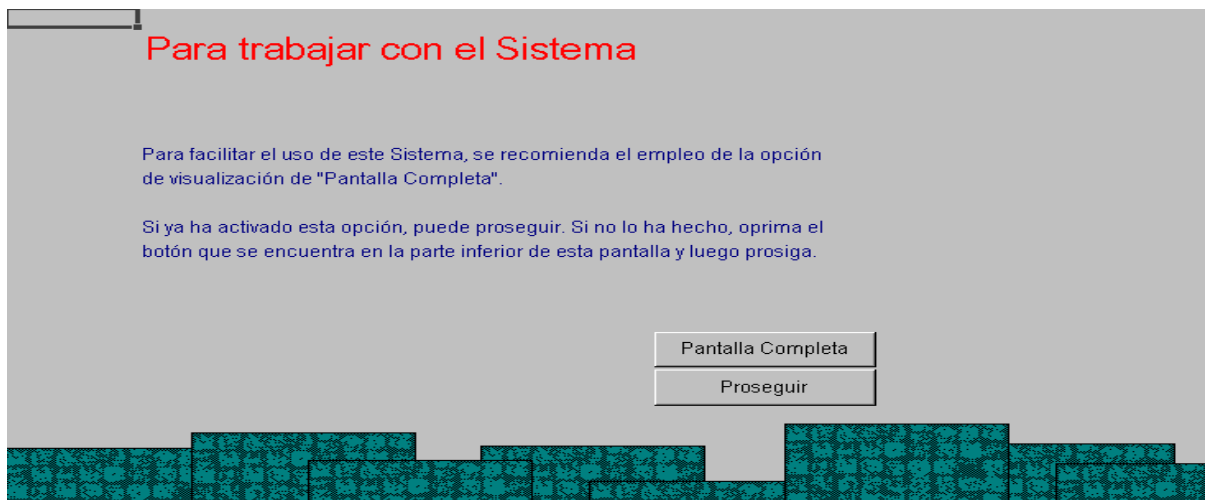 Para trabajar con el Sistema
Para facilitar el uso de este Sistema, se recomienda el empleo de la opción
de visualización de "Pantalla Completa".
Si ya ha activado esta opción, puede proseguir. Si no lo ha hecho, oprima el
botón que se encuentra en la parte inferior de esta pantalla y luego prosiga.
Pantalla Completa
Proseguir